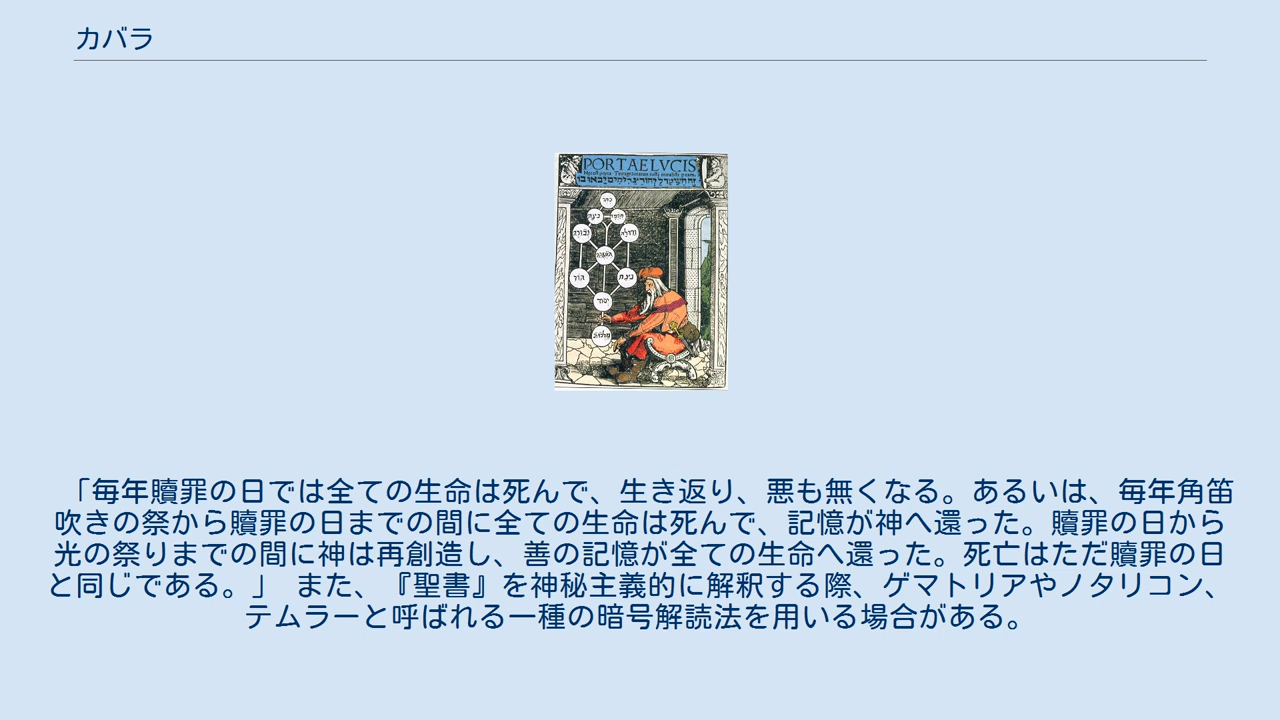 カバラ
PORTAE LVCIS
「毎年贖罪の日では全ての生命は死んで、生き返り、悪も無くなる。あるいは、毎年角笛
吹きの祭から贖罪の日までの間に全ての生命は死んで、記憶が神へ還った。贖罪の日から
光の祭りまでの間に神は再創造し、善の記憶が全ての生命へ還った。死亡はただ贖罪の日
と同じである。」 また、『聖書』を神秘主義的に解釈する際、ゲマトリアやノタリコン、
テムラーと呼ばれる一種の暗号解読法を用いる場合がある。